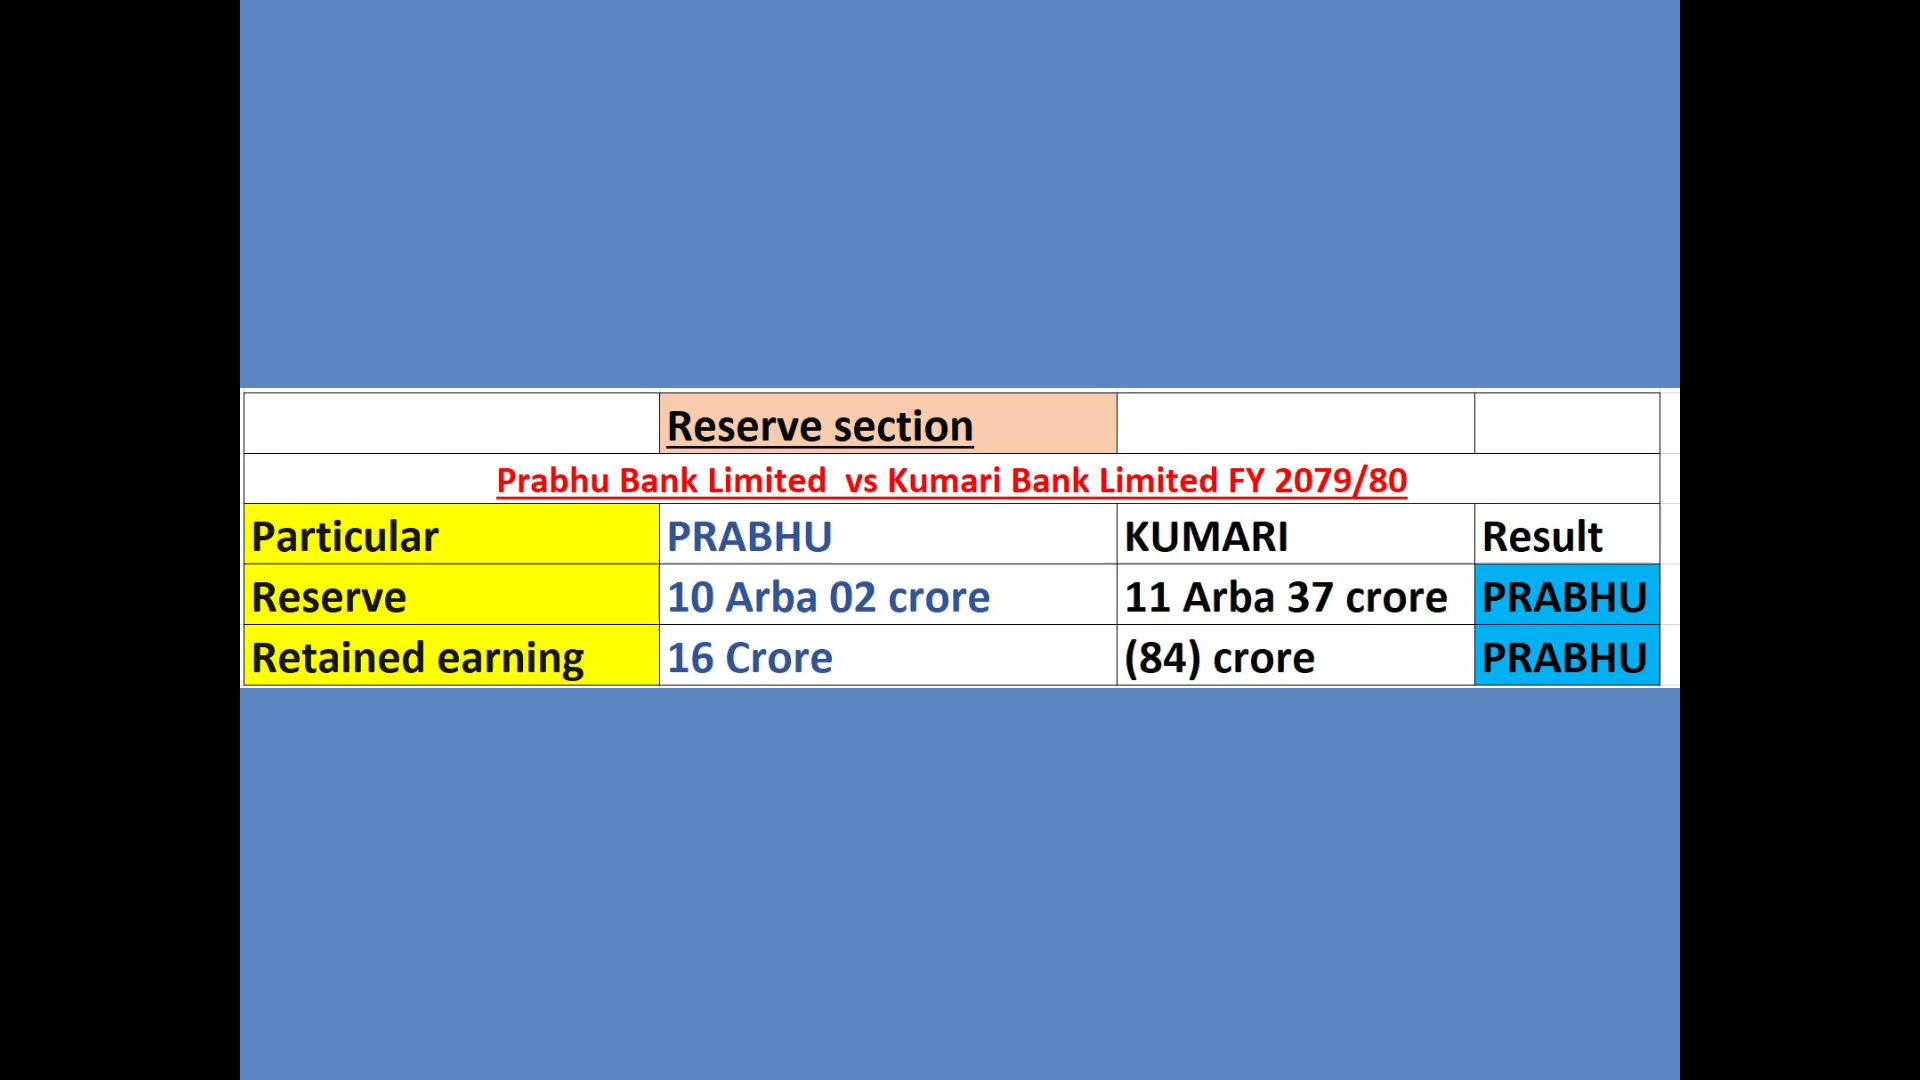 Reserve section
Prabhu Bank Limited  vs Kumari Bank Limited FY 2079/80
Particular PRABHU KUMARI Result
Reserve 10 Arba 02 crore 11 Arba 37 crore PRABHU
Retained earning 16 Crore (84) crore PRABHU